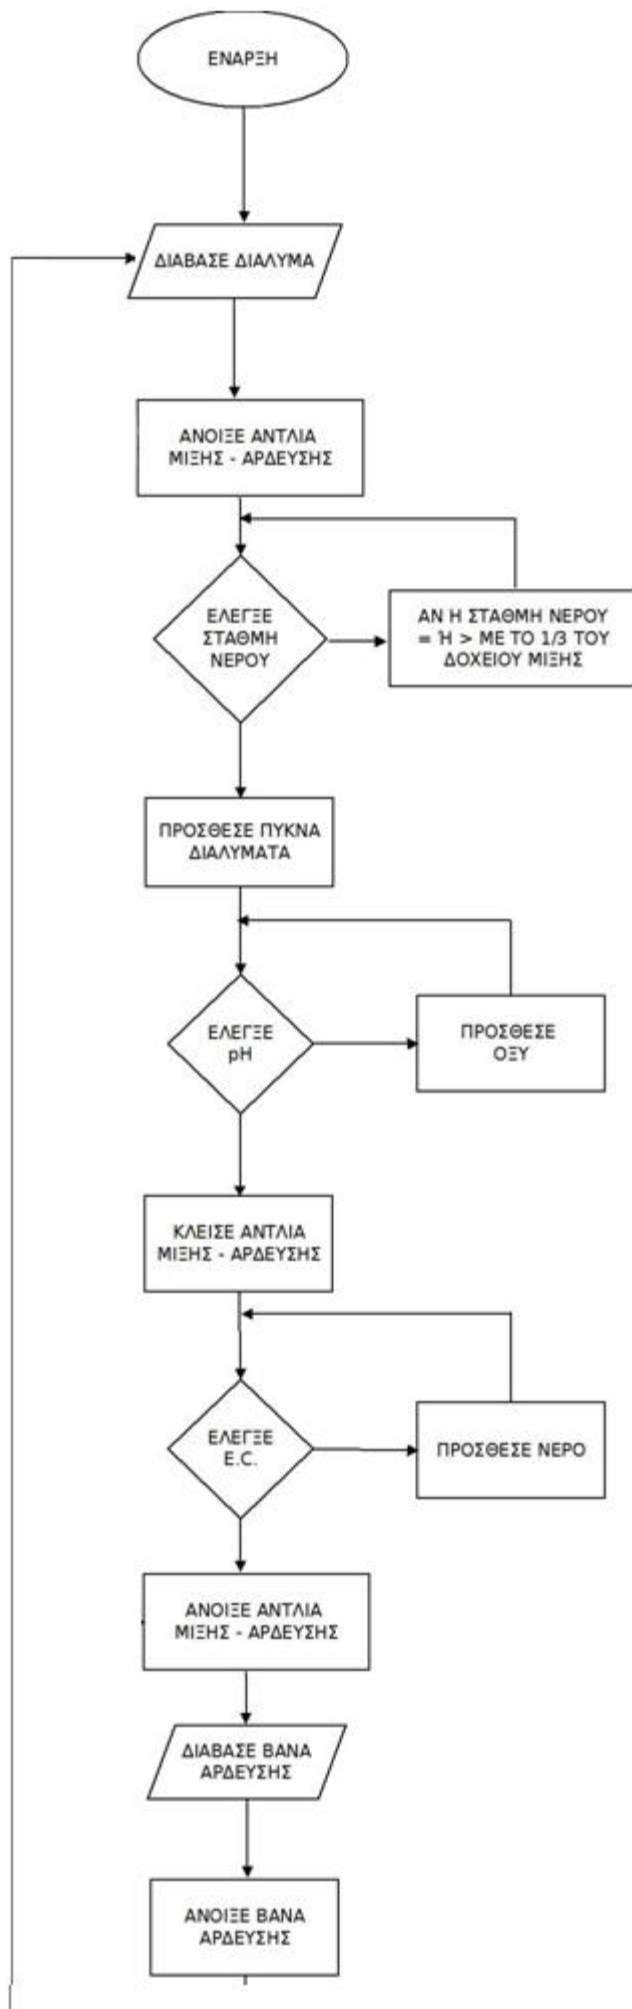 ΕΝΑΡΞΗ
ΔΙΑΒΑΣΕ ΔΙΑΛΥΜΑ
ΑΝΟΙΞΕ ΑΝΤΛΙΑ
ΜΙΞΗΣ - ΑΡΔΕΥΣΗΣ
ΕΛΕΓΞΕ
ΣΤΑΘΜΗ
ΝΕΡΟΥ
ΑΝ Η ΣΤΑΘΜΗ ΝΕΡΟΥ
= Ή > ΜΕ ΤΟ 1/3 ΤΟΥ
ΔΟΧΕΙΟΥ ΜΙΞΗΣ
ΠΡΟΣΘΕΣΕ ΠΥΚΝΑ
ΔΙΑΛΥΜΑΤΑ
ΕΛΕΓΞΕ
pH
ΠΡΟΣΘΕΣΕ
ΟΞΥ
ΚΛΕΙΣΕ ΑΝΤΛΙΑ
ΜΙΞΗΣ - ΑΡΔΕΥΣΗΣ
ΕΛΕΓΞΕ
E.C.
ΠΡΟΣΘΕΣΕ ΝΕΡΟ
ΑΝΟΙΞΕ ΑΝΤΛΙΑ
ΜΙΞΗΣ - ΑΡΔΕΥΣΗΣ
ΔΙΑΒΑΣΕ ΒΑΝΑ
ΑΡΔΕΥΣΗΣ
ΑΝΟΙΞΕ ΒΑΝΑ
ΑΡΔΕΥΣΗΣ